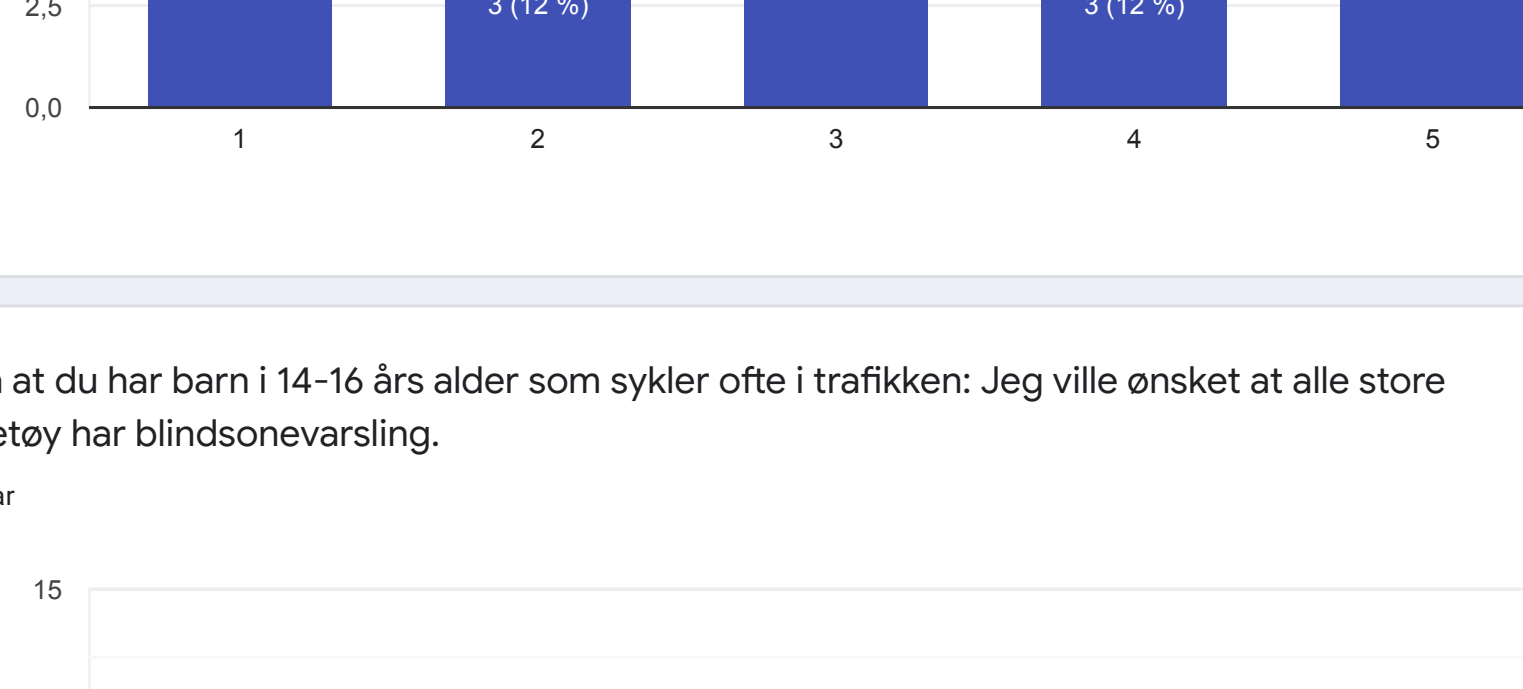 2,5
3 (12 %) 3 (12 %)
0,0
1 2 3 4 5
at du har barn i 14-16 års alder som sykler ofte i trafikken: Jeg ville ønsket at alle store
etøy har blindsonevarsling.
ar
15